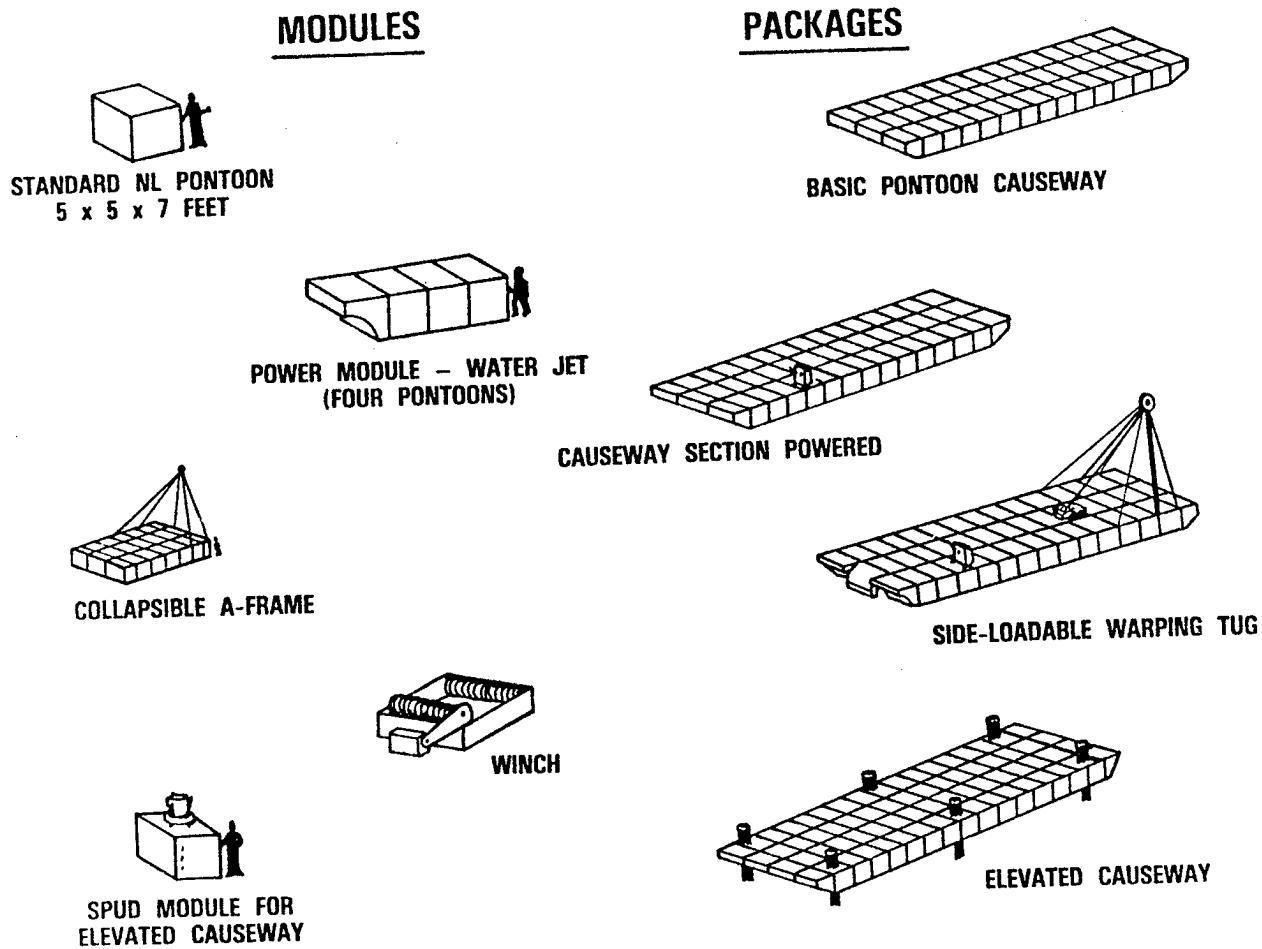 MODULES
PACKAGES
STANDARD NL PONTOON
5 x 5 x 7 FEET
BASIC PONTOON CAUSEWAY
POWER MODULE – WATER JET
(FOUR PONTOONS)
CAUSEWAY SECTION POWERED
COLLAPSIBLE A-FRAME
SIDE-LOADABLE WARPING TUG
WINCH
ELEVATED CAUSEWAY
SPUD MODULE FOR
ELEVATED CAUSEWAY